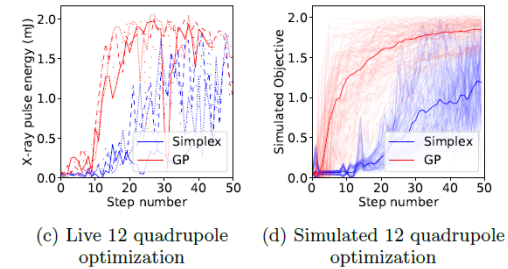 X-ray pulse energy (mJ)
2.0
1.5
1.0
0.5
0.0
Simplex
GP
0 10 20 30 40 50
Step number
(c) Live 12 quadrupole
optimization
Simulated Objective
2.0
1.5
1.0
0.5
0.0
Simplex
GP
0 10 20 30 40 50
Step number
(d) Simulated 12 quadrupole
optimization